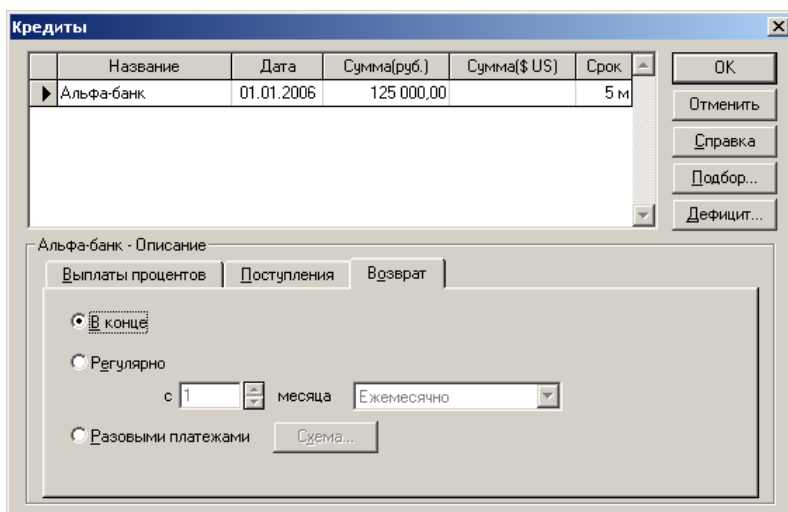 Кредиты
Название Дата Сумма(руб.) Сумма($ US) Срок
Альфа-банк 01.01.2006 125 000,00 5 м
OK
Отменить
Справка
Подбор...
Дефицит...
Альфа-банк - Описание
Выплаты процентов Поступления Возврат
В конце
Регулярно
с 1 месяца Ежемесячно
Разовыми платежами Схема...